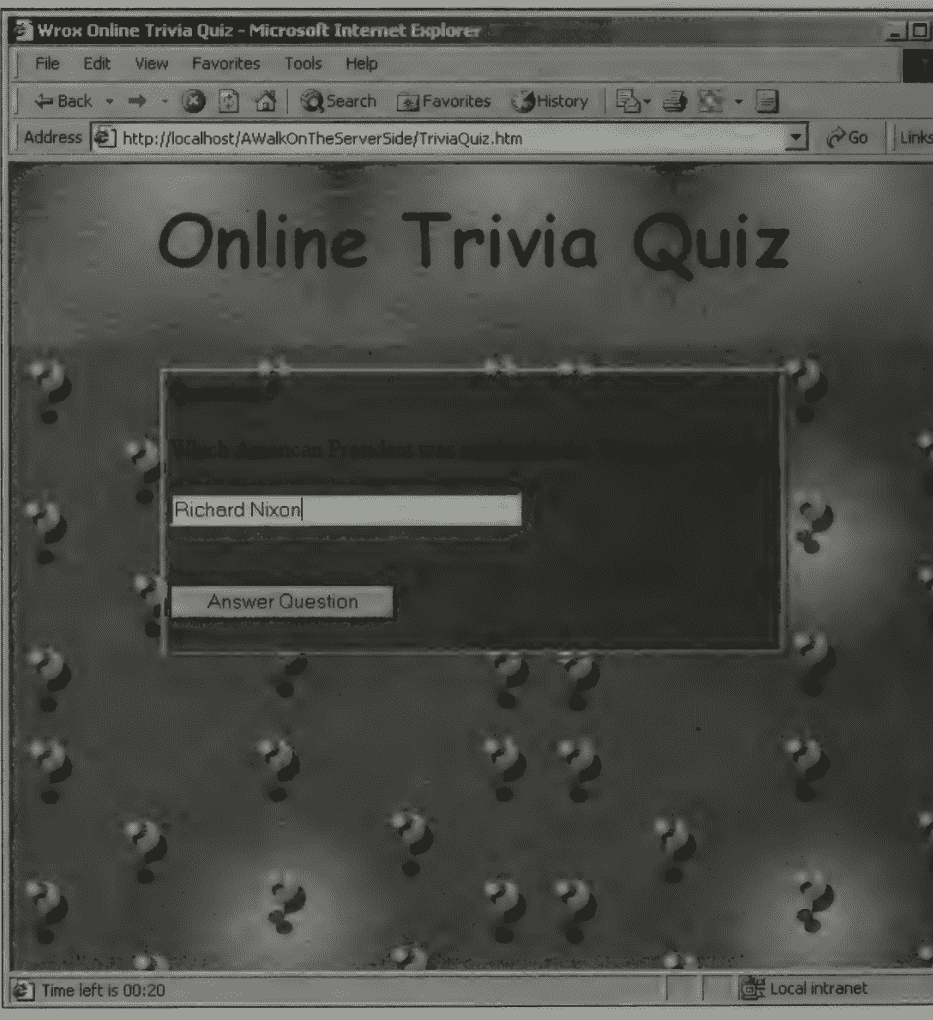 Wrox Online Trivia Quiz - Microsoft Internet Explorer
File Edit View Favorites Tools Help
Back Search Favorites History
Address http://localhost/AWalkOnTheServerSide/TriviaQuiz.htm Go Links
Online Trivia Quiz
Which American President was
Richard Nixon
Answer Question
Time left is 00:20 Local intranet